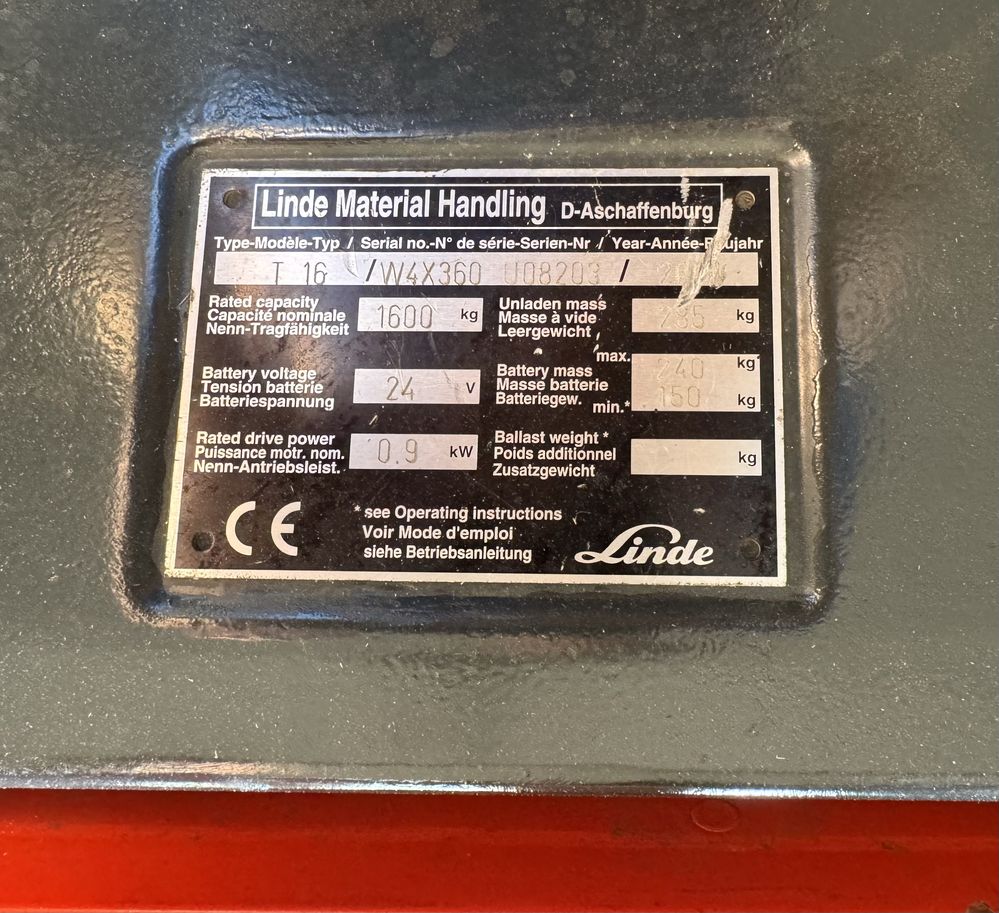 Linde Material Handling D-Aschaffenburg
Type-Modèle-Typ / Serial no.-N° de série-Serien-Nr / Year-Année-Baujahr
T 16 /W4X360 U08203 /
Rated capacity
Capacité nominale
Nenn-Tragfähigkeit
1600 kg
Unladen mass
Masse à vide
Leergewicht
235 kg
Battery voltage
Tension batterie
Batteriespannung
24 V
max.
Battery mass
Masse batterie
Batteriegew.
min.*
240 kg
150 kg
Rated drive power
Puissance motr. nom.
Nenn-Antriebsleist.
0.9 kW
Ballast weight *
Poids additionnel
Zusatzgewicht
kg
CE
* see Operating instructions
Voir Mode d'emploi
siehe Betriebsanleitung
Linde